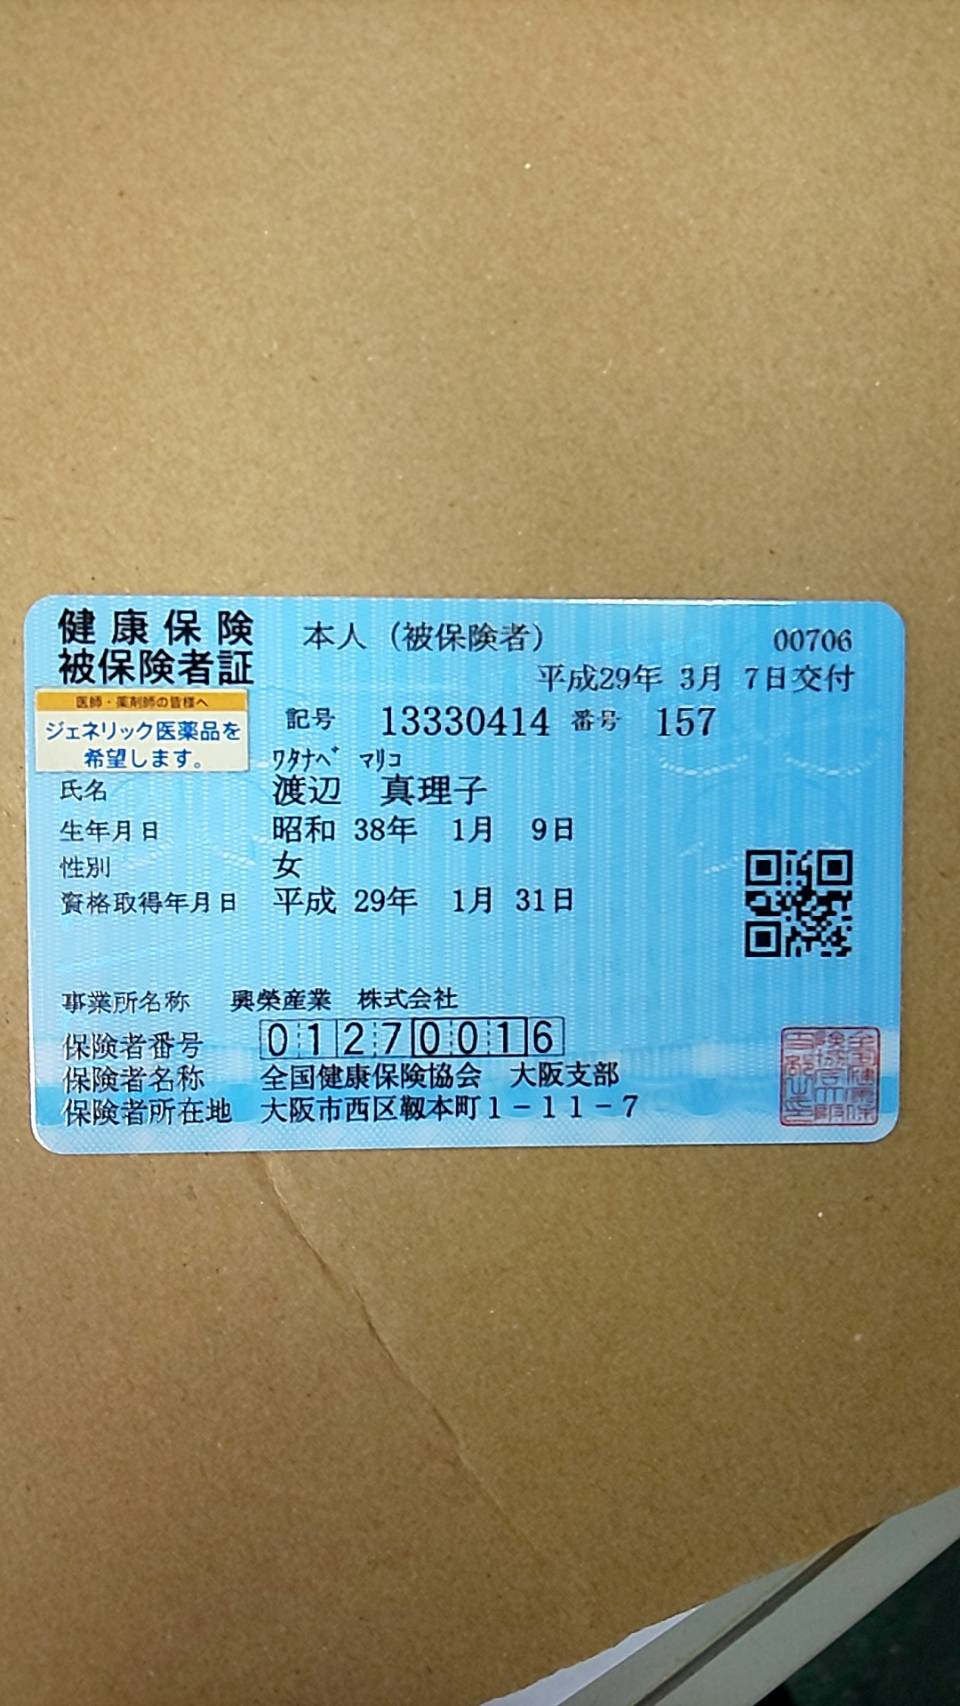 健康保険
被保険者証
本人（被保険者）
00706
平成29年 3月 7日交付
医師・薬剤師の皆様へ
ジェネリック医薬品を
希望します。
記号 13330414 番号 157
ﾜﾀﾅﾍﾞ ﾏﾘｺ
氏名 渡辺 真理子
生年月日 昭和 38年 1月 9日
性別 女
資格取得年月日 平成 29年 1月 31日
事業所名称 興榮産業 株式会社
保険者番号 01270016
保険者名称 全国健康保険協会 大阪支部
保険者所在地 大阪市西区靱本町1-11-7